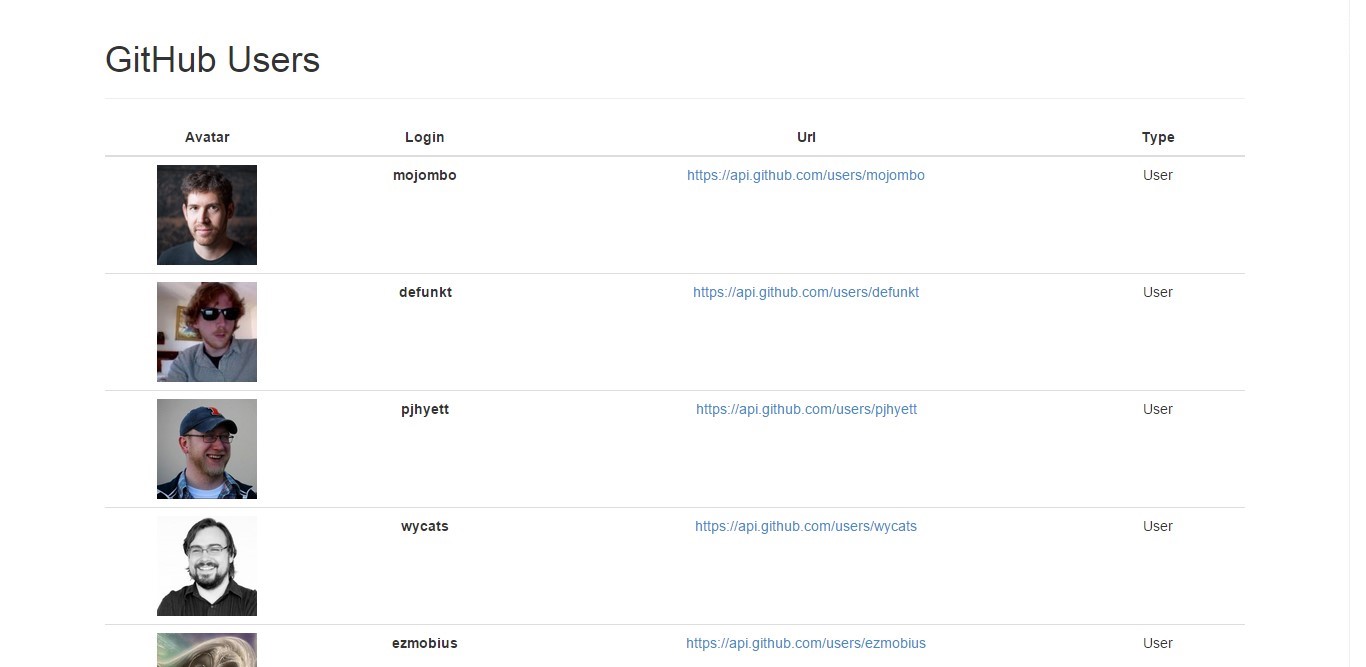 GitHub Users
Avatar Login Url Type
mojombo https://api.github.com/users/mojombo User
defunkt https://api.github.com/users/defunkt User
pjhyett https://api.github.com/users/pjhyett User
wycats https://api.github.com/users/wycats User
ezmobius https://api.github.com/users/ezmobius User